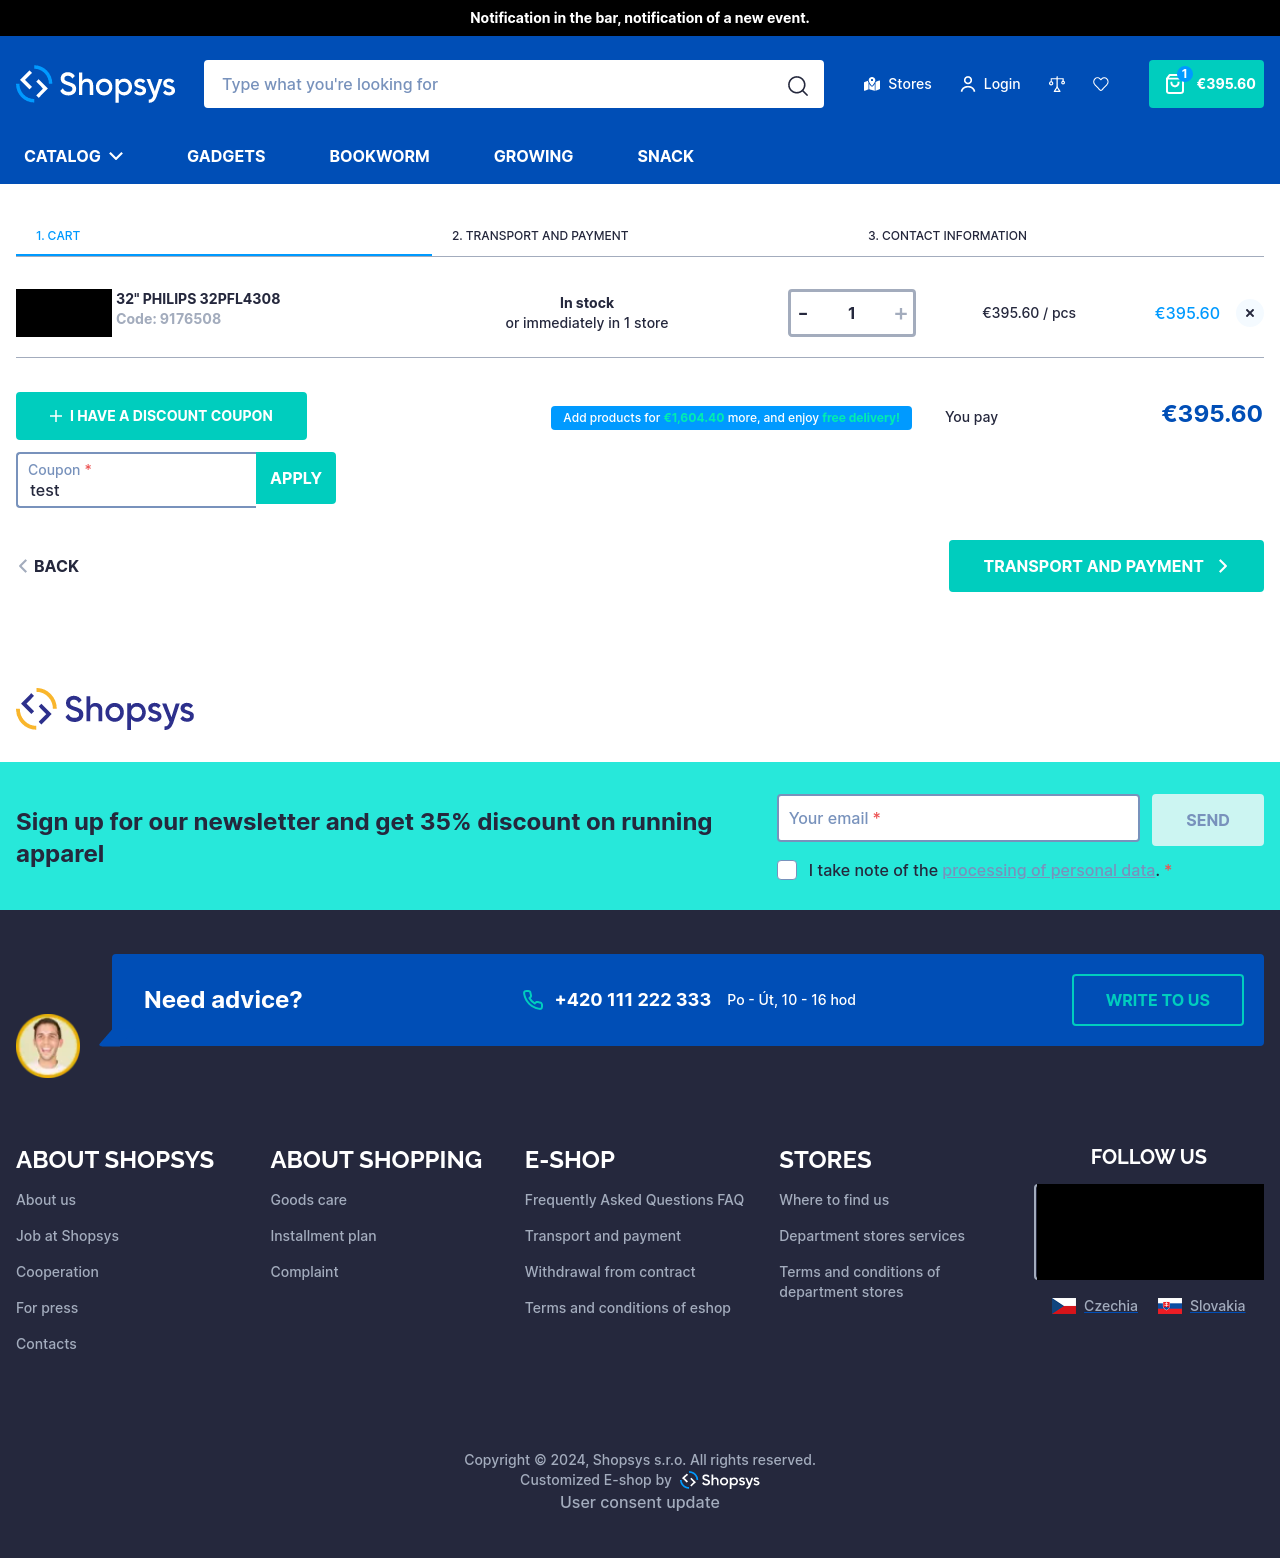 Notification in the bar, notification of a new event.
Shopsys
Type what you're looking for
Stores
Login
1
€395.60
CATALOG
GADGETS
BOOKWORM
GROWING
SNACK
1. CART
2. TRANSPORT AND PAYMENT
3. CONTACT INFORMATION
32" PHILIPS 32PFL4308
Code: 9176508
In stock
or immediately in 1 store
- 1 +
€395.60 / pcs
€395.60
I HAVE A DISCOUNT COUPON
Add products for €1,604.40 more, and enjoy free delivery!
You pay
€395.60
Coupon *
test
APPLY
BACK
TRANSPORT AND PAYMENT
Shopsys
Sign up for our newsletter and get 35% discount on running
apparel
Your email *
SEND
I take note of the processing of personal data. *
Need advice?
+420 111 222 333
Po - Út, 10 - 16 hod
WRITE TO US
ABOUT SHOPSYS
About us
Job at Shopsys
Cooperation
For press
Contacts
ABOUT SHOPPING
Goods care
Installment plan
Complaint
E-SHOP
Frequently Asked Questions FAQ
Transport and payment
Withdrawal from contract
Terms and conditions of eshop
STORES
Where to find us
Department stores services
Terms and conditions of
department stores
FOLLOW US
Czechia
Slovakia
Copyright © 2024, Shopsys s.r.o. All rights reserved.
Customized E-shop by Shopsys
User consent update